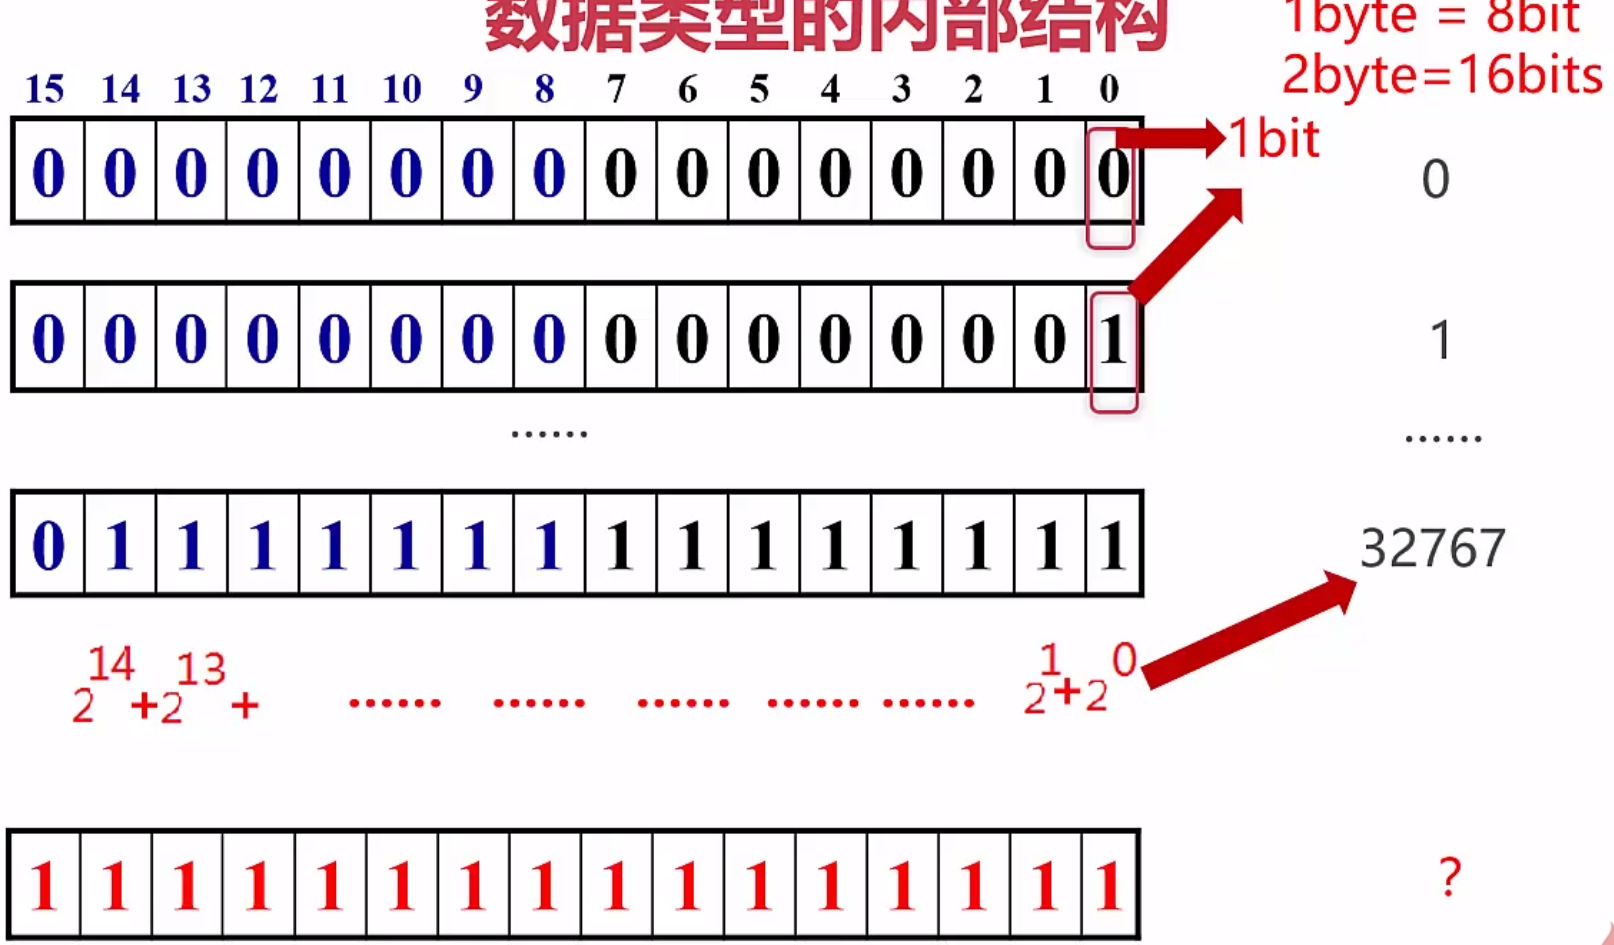 数据类型的内部结构
1byte = 8bit
2byte=16bits
15 14 13 12 11 10 9 8 7 6 5 4 3 2 1 0
1bit
0 0 0 0 0 0 0 0 0 0 0 0 0 0 0 0 0
0 0 0 0 0 0 0 0 0 0 0 0 0 0 0 1 1
...... ......
0 1 1 1 1 1 1 1 1 1 1 1 1 1 1 1 32767
2^14+2^13+ ...... ...... ...... ...... ...... 2^1+2^0
1 1 1 1 1 1 1 1 1 1 1 1 1 1 1 1 ?